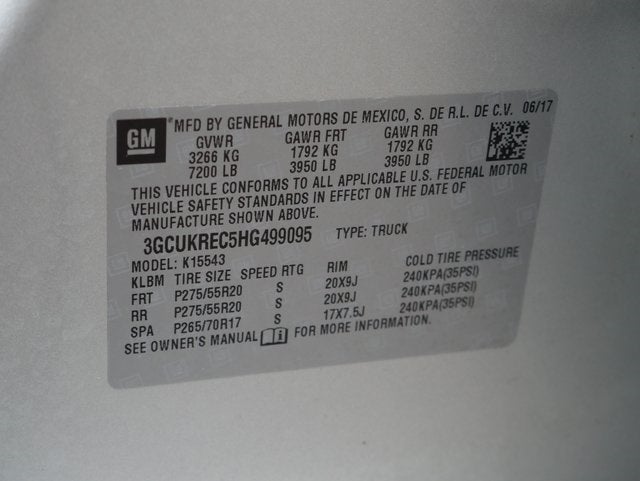 GM MFD BY GENERAL MOTORS DE MEXICO, S. DE R.L. DE C.V. 06/17
GVWR GAWR FRT GAWR RR
3266 KG 1792 KG 1792 KG
7200 LB 3950 LB 3950 LB
THIS VEHICLE CONFORMS TO ALL APPLICABLE U.S. FEDERAL MOTOR
VEHICLE SAFETY STANDARDS IN EFFECT ON THE DATE OF
MANUFACTURE SHOWN ABOVE.
3GCUKREC5HG499095 TYPE: TRUCK
MODEL: K15543
KLBM TIRE SIZE SPEED RTG RIM COLD TIRE PRESSURE
FRT P275/55R20 S 20X9J 240KPA(35PSI)
RR P275/55R20 S 20X9J 240KPA(35PSI)
SPA P265/70R17 S 17X7.5J 240KPA(35PSI)
SEE OWNER'S MANUAL FOR MORE INFORMATION.